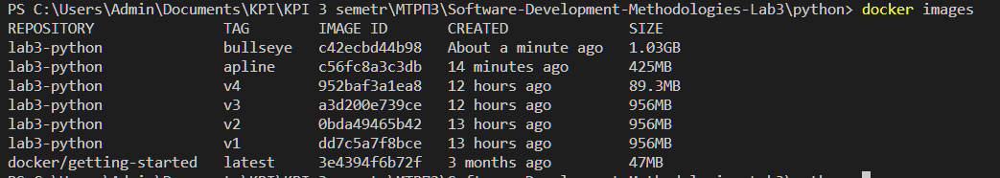 PS C:\Users\Admin\Documents\KPI\KPI 3 semetr\МТРПЗ\Software-Development-Methodologies-Lab3\python> docker images
REPOSITORY TAG IMAGE ID CREATED SIZE
lab3-python bullseye c42ecbd44b98 About a minute ago 1.03GB
lab3-python apline c56fc8a3c3db 14 minutes ago 425MB
lab3-python v4 952baf3a1ea8 12 hours ago 89.3MB
lab3-python v3 a3d200e739ce 12 hours ago 956MB
lab3-python v2 0bda49465b42 13 hours ago 956MB
lab3-python v1 dd7c5a7f8bce 13 hours ago 956MB
docker/getting-started latest 3e4394f6b72f 3 months ago 47MB